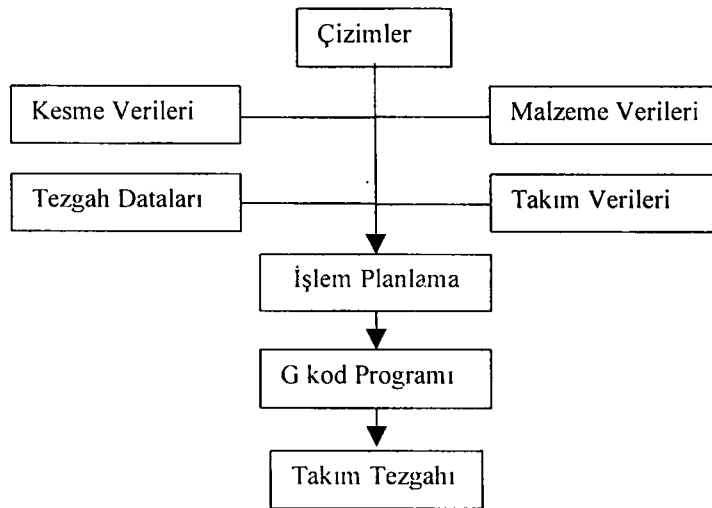 Çizimler
Kesme Verileri
Malzeme Verileri
Tezgah Dataları
Takım Verileri
İşlem Planlama
G kod Programı
Takım Tezgahı